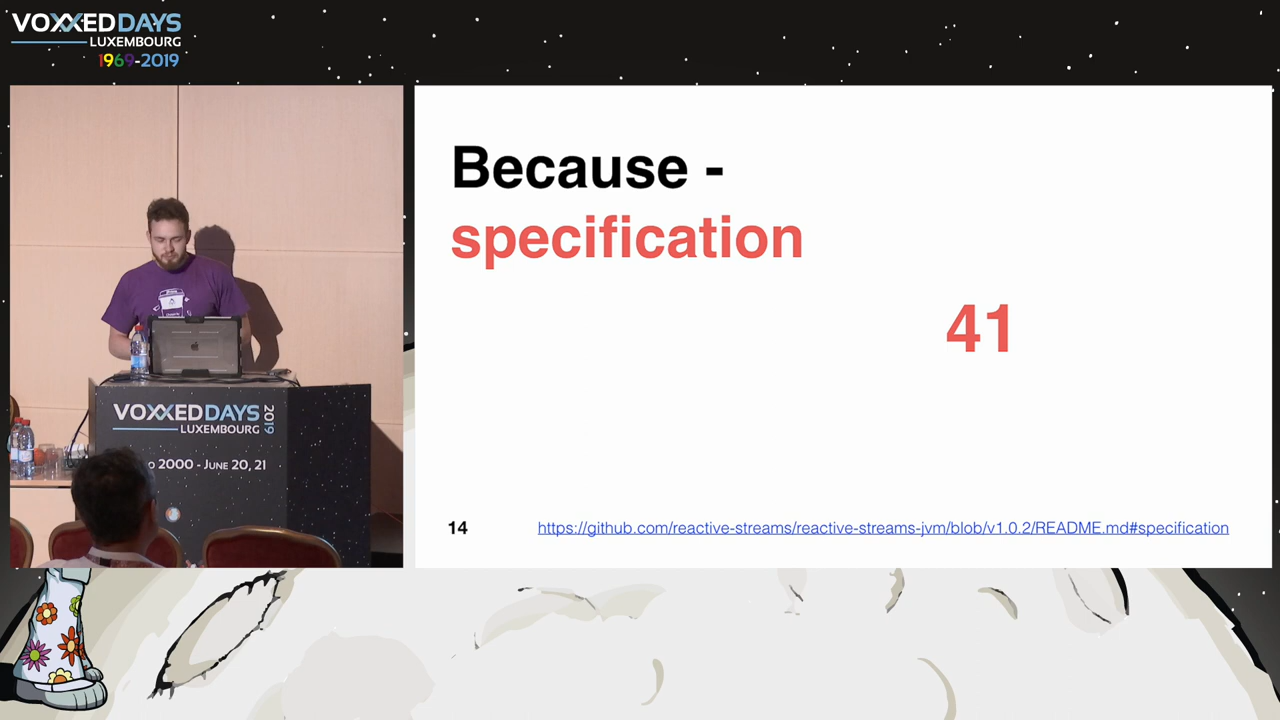 VOXXEDDAYS
LUXEMBOURG
1969-2019
Because -
specification
41
14
https://github.com/reactive-streams/reactive-streams-jvm/blob/v1.0.2/README.md#specification
VOXXEDDAYS 2019
LUXEMBOURG
2000 - JUNE 20, 21